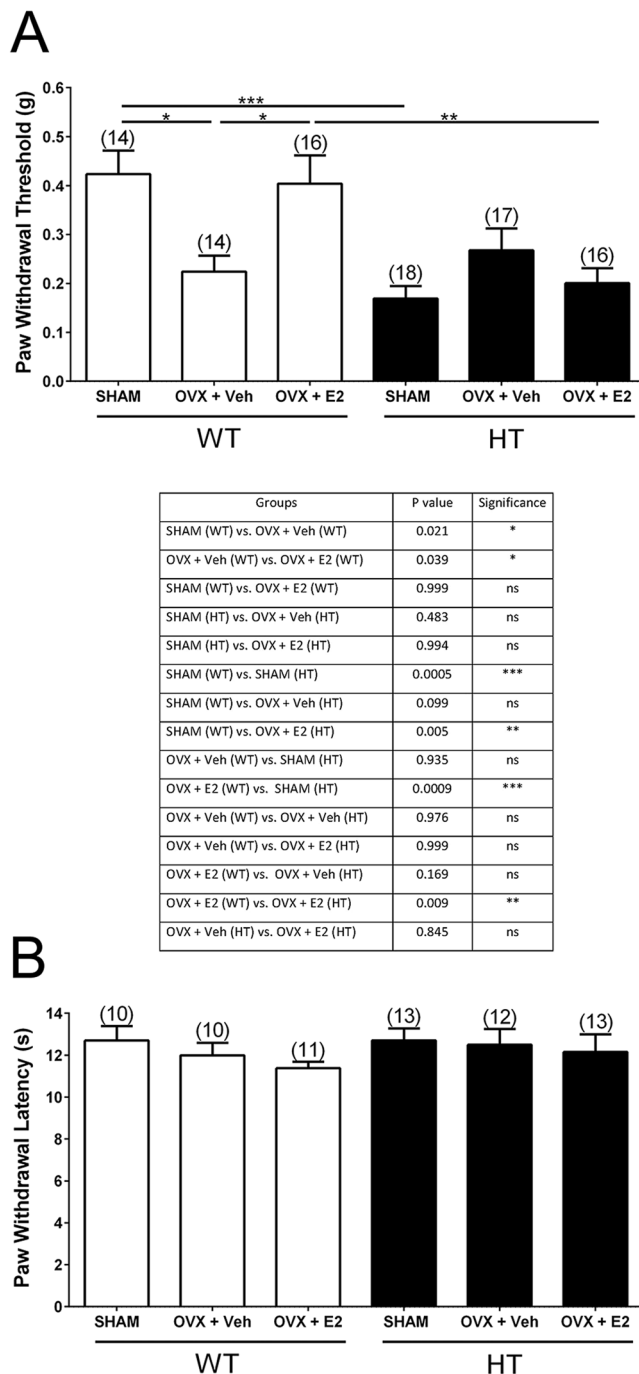 A
Paw Withdrawal Threshold (g)
0.6
0.5
0.4
0.3
0.2
0.1
0.0
***
* * **
(14) (14) (16) (18) (17) (16)
SHAM OVX + Veh OVX + E2 SHAM OVX + Veh OVX + E2
WT HT
Groups P value Significance
SHAM (WT) vs. OVX + Veh (WT) 0.021 *
OVX + Veh (WT) vs. OVX + E2 (WT) 0.039 *
SHAM (WT) vs. OVX + E2 (WT) 0.999 ns
SHAM (HT) vs. OVX + Veh (HT) 0.483 ns
SHAM (HT) vs. OVX + E2 (HT) 0.994 ns
SHAM (WT) vs. SHAM (HT) 0.0005 ***
SHAM (WT) vs. OVX + Veh (HT) 0.099 ns
SHAM (WT) vs. OVX + E2 (HT) 0.005 **
OVX + Veh (WT) vs. SHAM (HT) 0.935 ns
OVX + E2 (WT) vs. SHAM (HT) 0.0009 ***
OVX + Veh (WT) vs. OVX + Veh (HT) 0.976 ns
OVX + Veh (WT) vs. OVX + E2 (HT) 0.999 ns
OVX + E2 (WT) vs. OVX + Veh (HT) 0.169 ns
OVX + E2 (WT) vs. OVX + E2 (HT) 0.009 **
OVX + Veh (HT) vs. OVX + E2 (HT) 0.845 ns
B
Paw Withdrawal Latency (s)
14
12
10
8
6
4
2
0
(10) (10) (11) (13) (12) (13)
SHAM OVX + Veh OVX + E2 SHAM OVX + Veh OVX + E2
WT HT